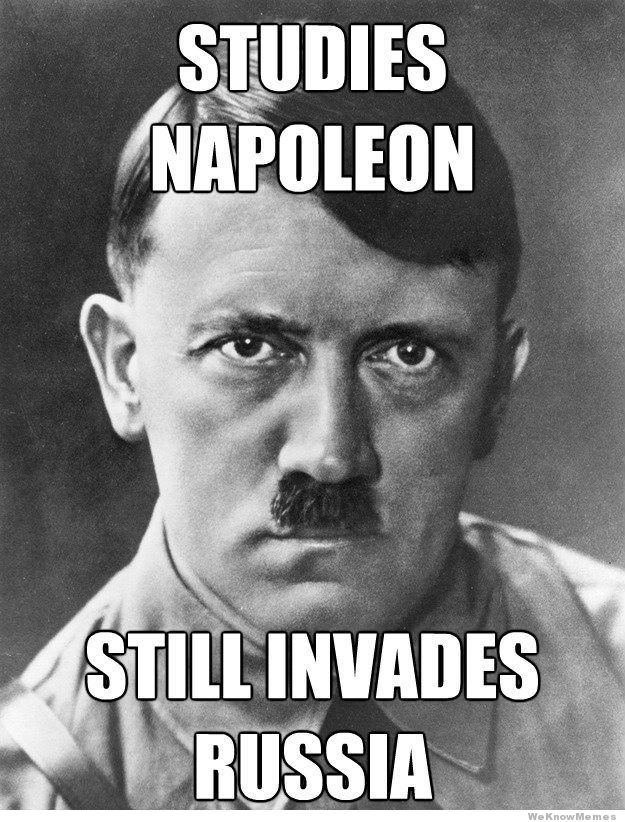 STUDIES
NAPOLEON
STILL INVADES
RUSSIA
WeKnowMemes